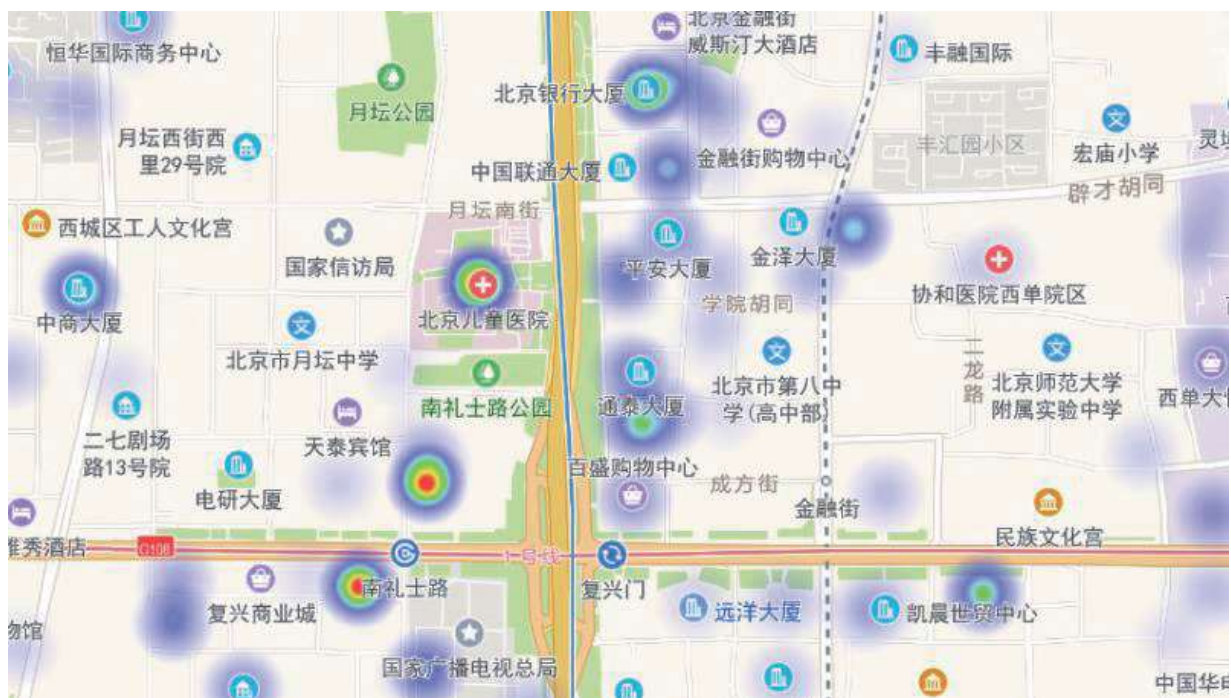 恒华国际商务中心
北京金融街
威斯汀大酒店
丰融国际
月坛公园
北京银行大厦
月坛西街西
里29号院
中国联通大厦
金融街购物中心
丰汇园小区
宏庙小学
辟才胡同
月坛南街
西城区工人文化宫
国家信访局
平安大厦
金泽大厦
协和医院西单院区
中商大厦
北京儿童医院
学院胡同
北京市月坛中学
二龙路
南礼士路公园
通泰大厦
北京市第八中
学(高中部)
北京师范大学
附属实验中学
西单大
二七剧场
路13号院
天泰宾馆
电研大厦
百盛购物中心
成方街
金融街
民族文化宫
雅秀酒店
G106
1号线
南礼士路
复兴门
复兴商业城
远洋大厦
凯晨世贸中心
物馆
国家广播电视总局